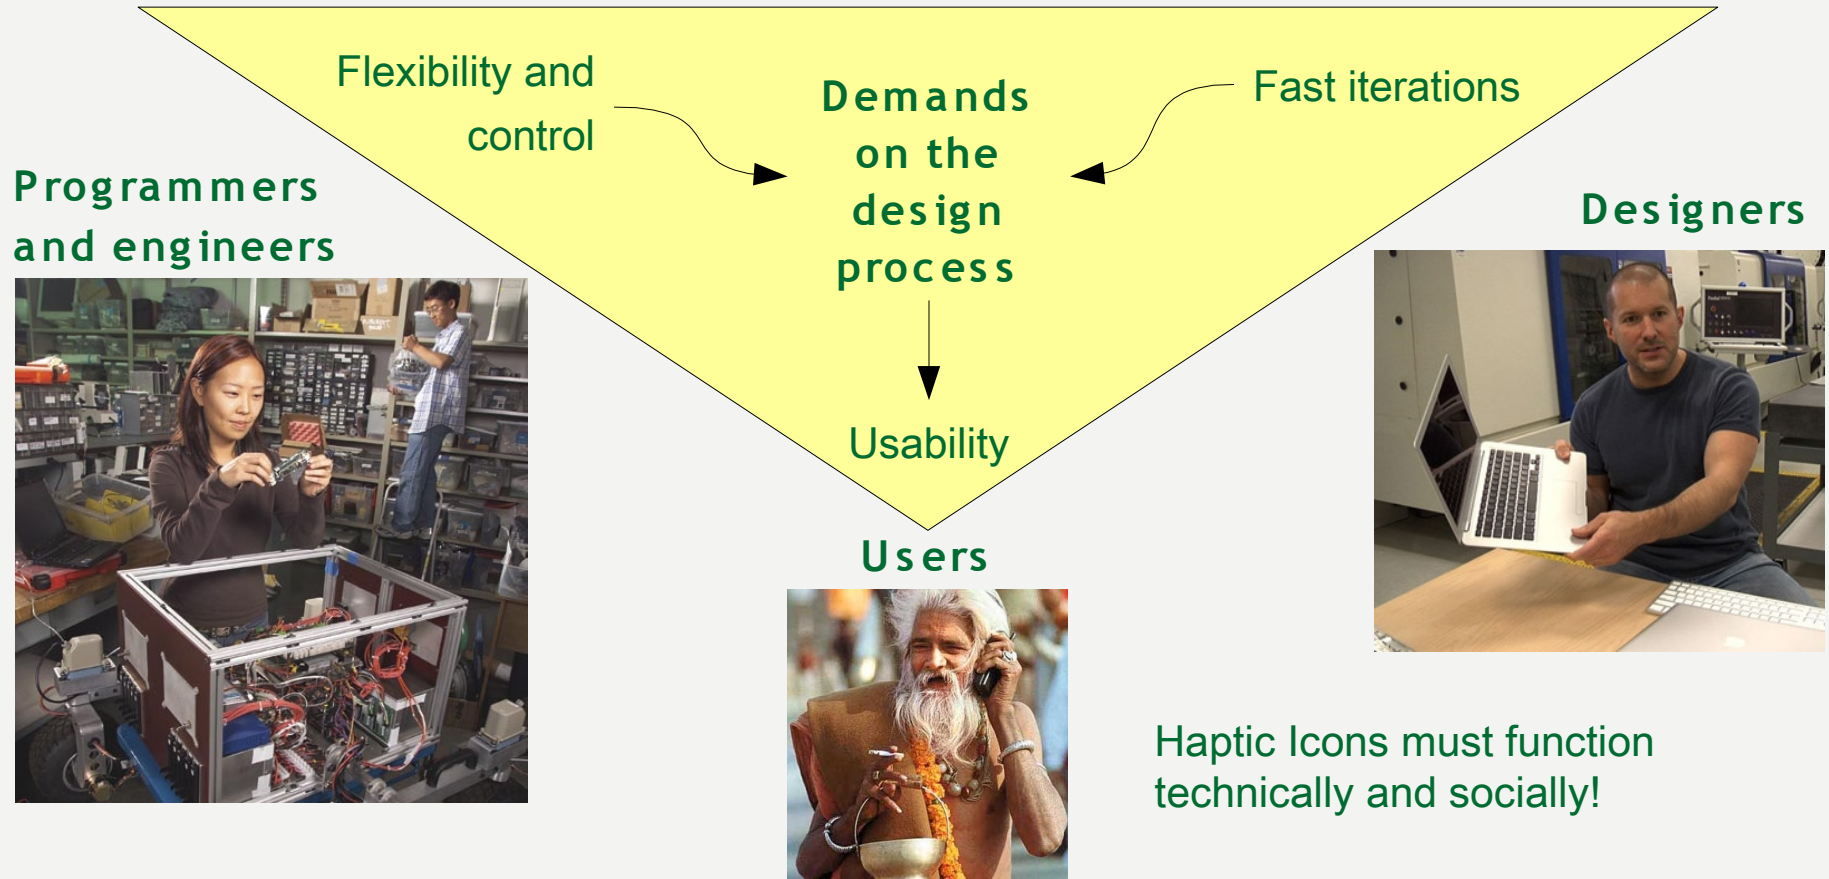 Flexibility and
control
Demands
on the
design
process
Fast iterations
Programmers
and engineers
Designers
Usability
Users
Haptic Icons must function
technically and socially!